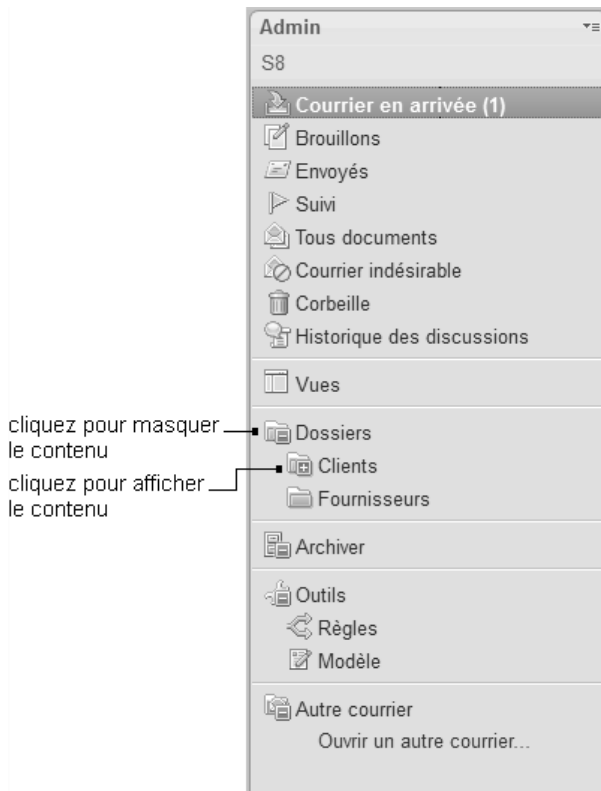 Admin
S8
Courrier en arrivée (1)
Brouillons
Envoyés
Suivi
Tous documents
Courrier indésirable
Corbeille
Historique des discussions
Vues
cliquez pour masquer
le contenu
Dossiers
cliquez pour afficher
le contenu
Clients
Fournisseurs
Archiver
Outils
Règles
Modèle
Autre courrier
Ouvrir un autre courrier...